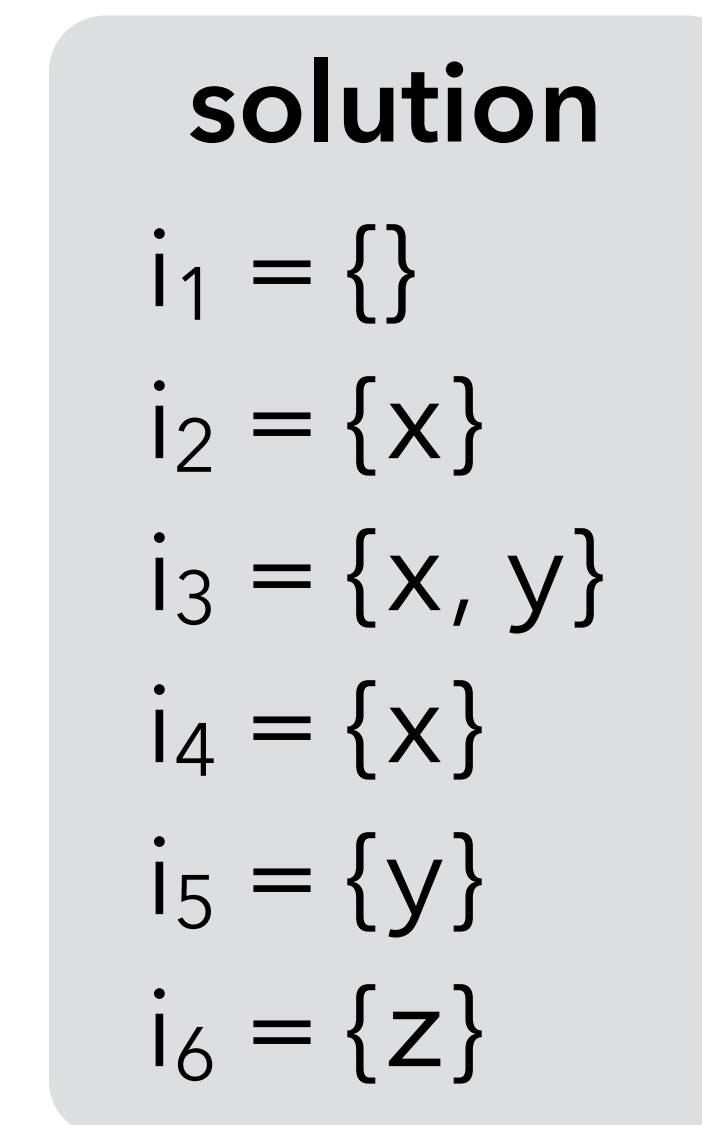 solution
i₁ = {}
i₂ = {x}
i₃ = {x, y}
i₄ = {x}
i₅ = {y}
i₆ = {z}